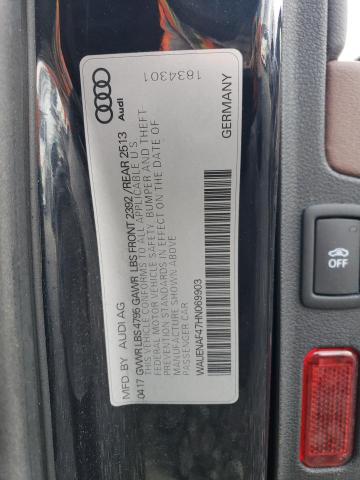 Audi
1834301
MFD. BY AUDI AG
04 17 GVWR LBS 4795 GAWR LBS FRONT 2392 / REAR 2513
THIS VEHICLE CONFORMS TO ALL APPLICABLE U S
FEDERAL MOTOR VEHICLE SAFETY, BUMPER AND THEFT
PREVENTION STANDARDS IN EFFECT ON THE DATE OF
MANUFACTURE SHOWN ABOVE
PASSENGER CAR
WAUENAF47HN069903
GERMANY